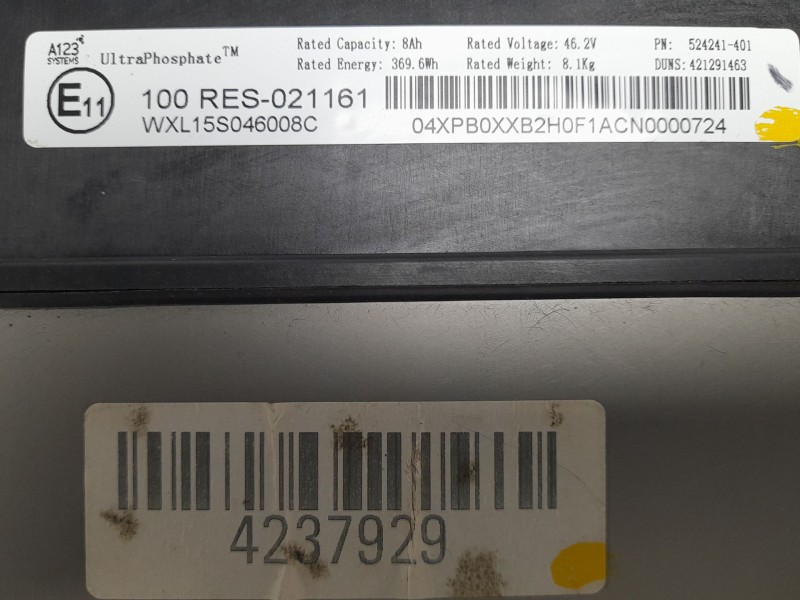 A123 SYSTEMS UltraPhosphate™ Rated Capacity: 8Ah Rated Voltage: 46.2V PN: 524241-401
Rated Energy: 369.6Wh Rated Weight: 8.1Kg DUNS:421291463
E11 100 RES-021161
WXL15S046008C 04XPB0XXB2H0F1ACN0000724
4237929